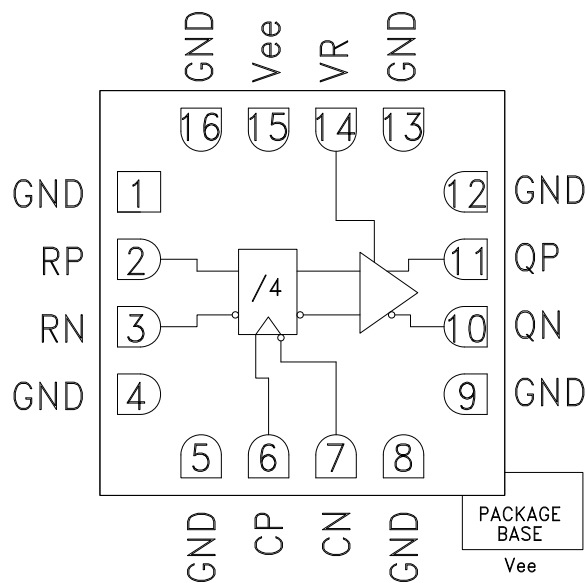 GND
Vee
VR
GND
16
15
14
13
GND 1
12 GND
RP 2
11 QP
/4
RN 3
10 QN
GND 4
9 GND
5
6
7
8
GND
CP
CN
GND
PACKAGE
BASE
Vee